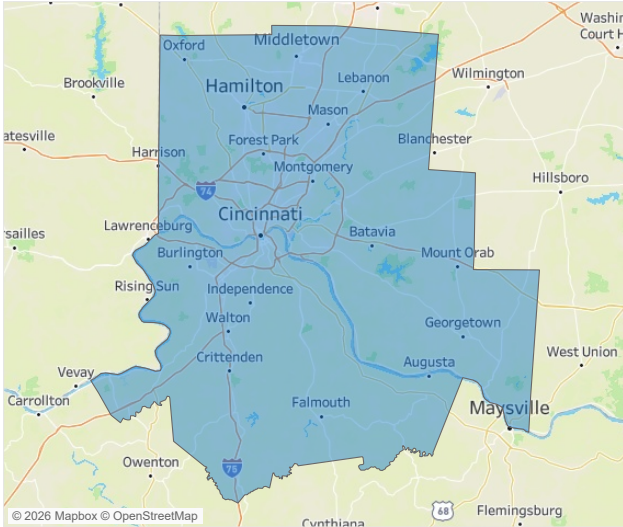 Washin
Court H
Oxford
Middletown
Brookville
Hamilton
Lebanon
Wilmington
Mason
atesville
Harrison
Forest Park
Blanchester
Montgomery
Hillsboro
74
Cincinnati
Lawrenceburg
rsailles
Batavia
Burlington
Mount Orab
Rising Sun
Independence
Walton
Georgetown
Crittenden
Augusta
West Union
Vevay
Carrollton
Falmouth
Maysville
Owenton
75
68
Flemingsburg
© 2026 Mapbox © OpenStreetMap
Cynthiana